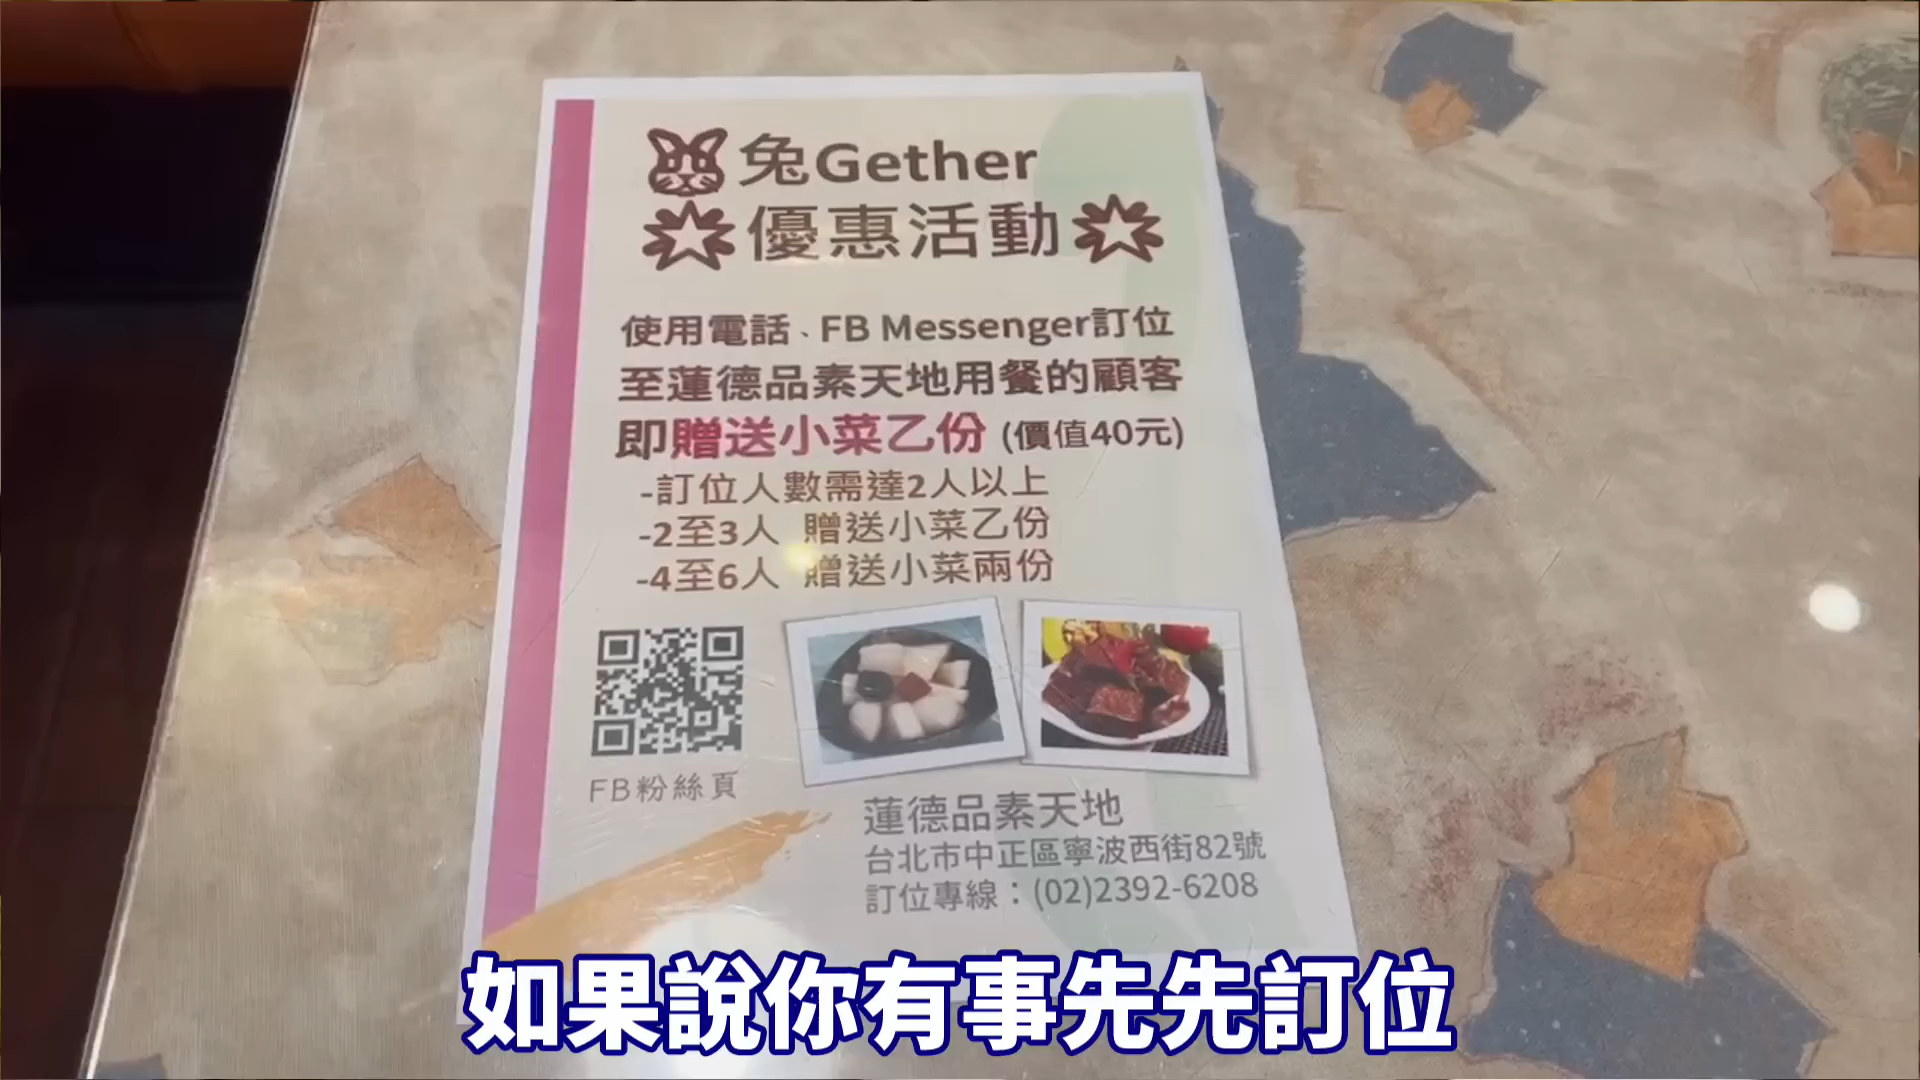 兔Gether
優惠活動
使用電話、FB Messenger訂位
至蓮德品素天地用餐的顧客
即贈送小菜乙份 (價值40元)
-訂位人數需達2人以上
-2至3人 贈送小菜乙份
-4至6人 贈送小菜兩份
FB粉絲頁
蓮德品素天地
台北市中正區寧波西街82號
訂位專線：(02)2392-6208
如果說你有事先先訂位